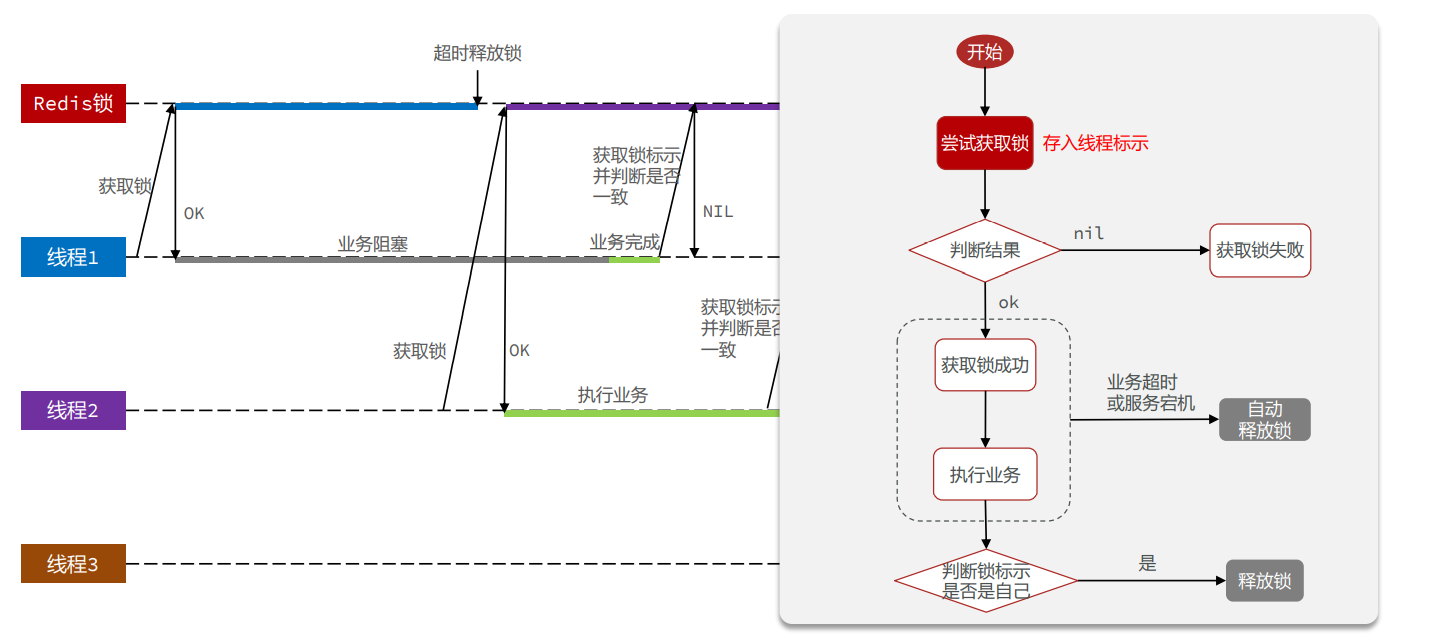 超时释放锁
Redis锁
获取锁
OK
获取锁标示
并判断是否
一致
NIL
线程1
业务阻塞
业务完成
获取锁
OK
获取锁标示
并判断是否
一致
线程2
执行业务
线程3
开始
尝试获取锁
存入线程标示
判断结果
nil
获取锁失败
ok
获取锁成功
业务超时
或服务宕机
自动
释放锁
执行业务
判断锁标示
是否是自己
是
释放锁